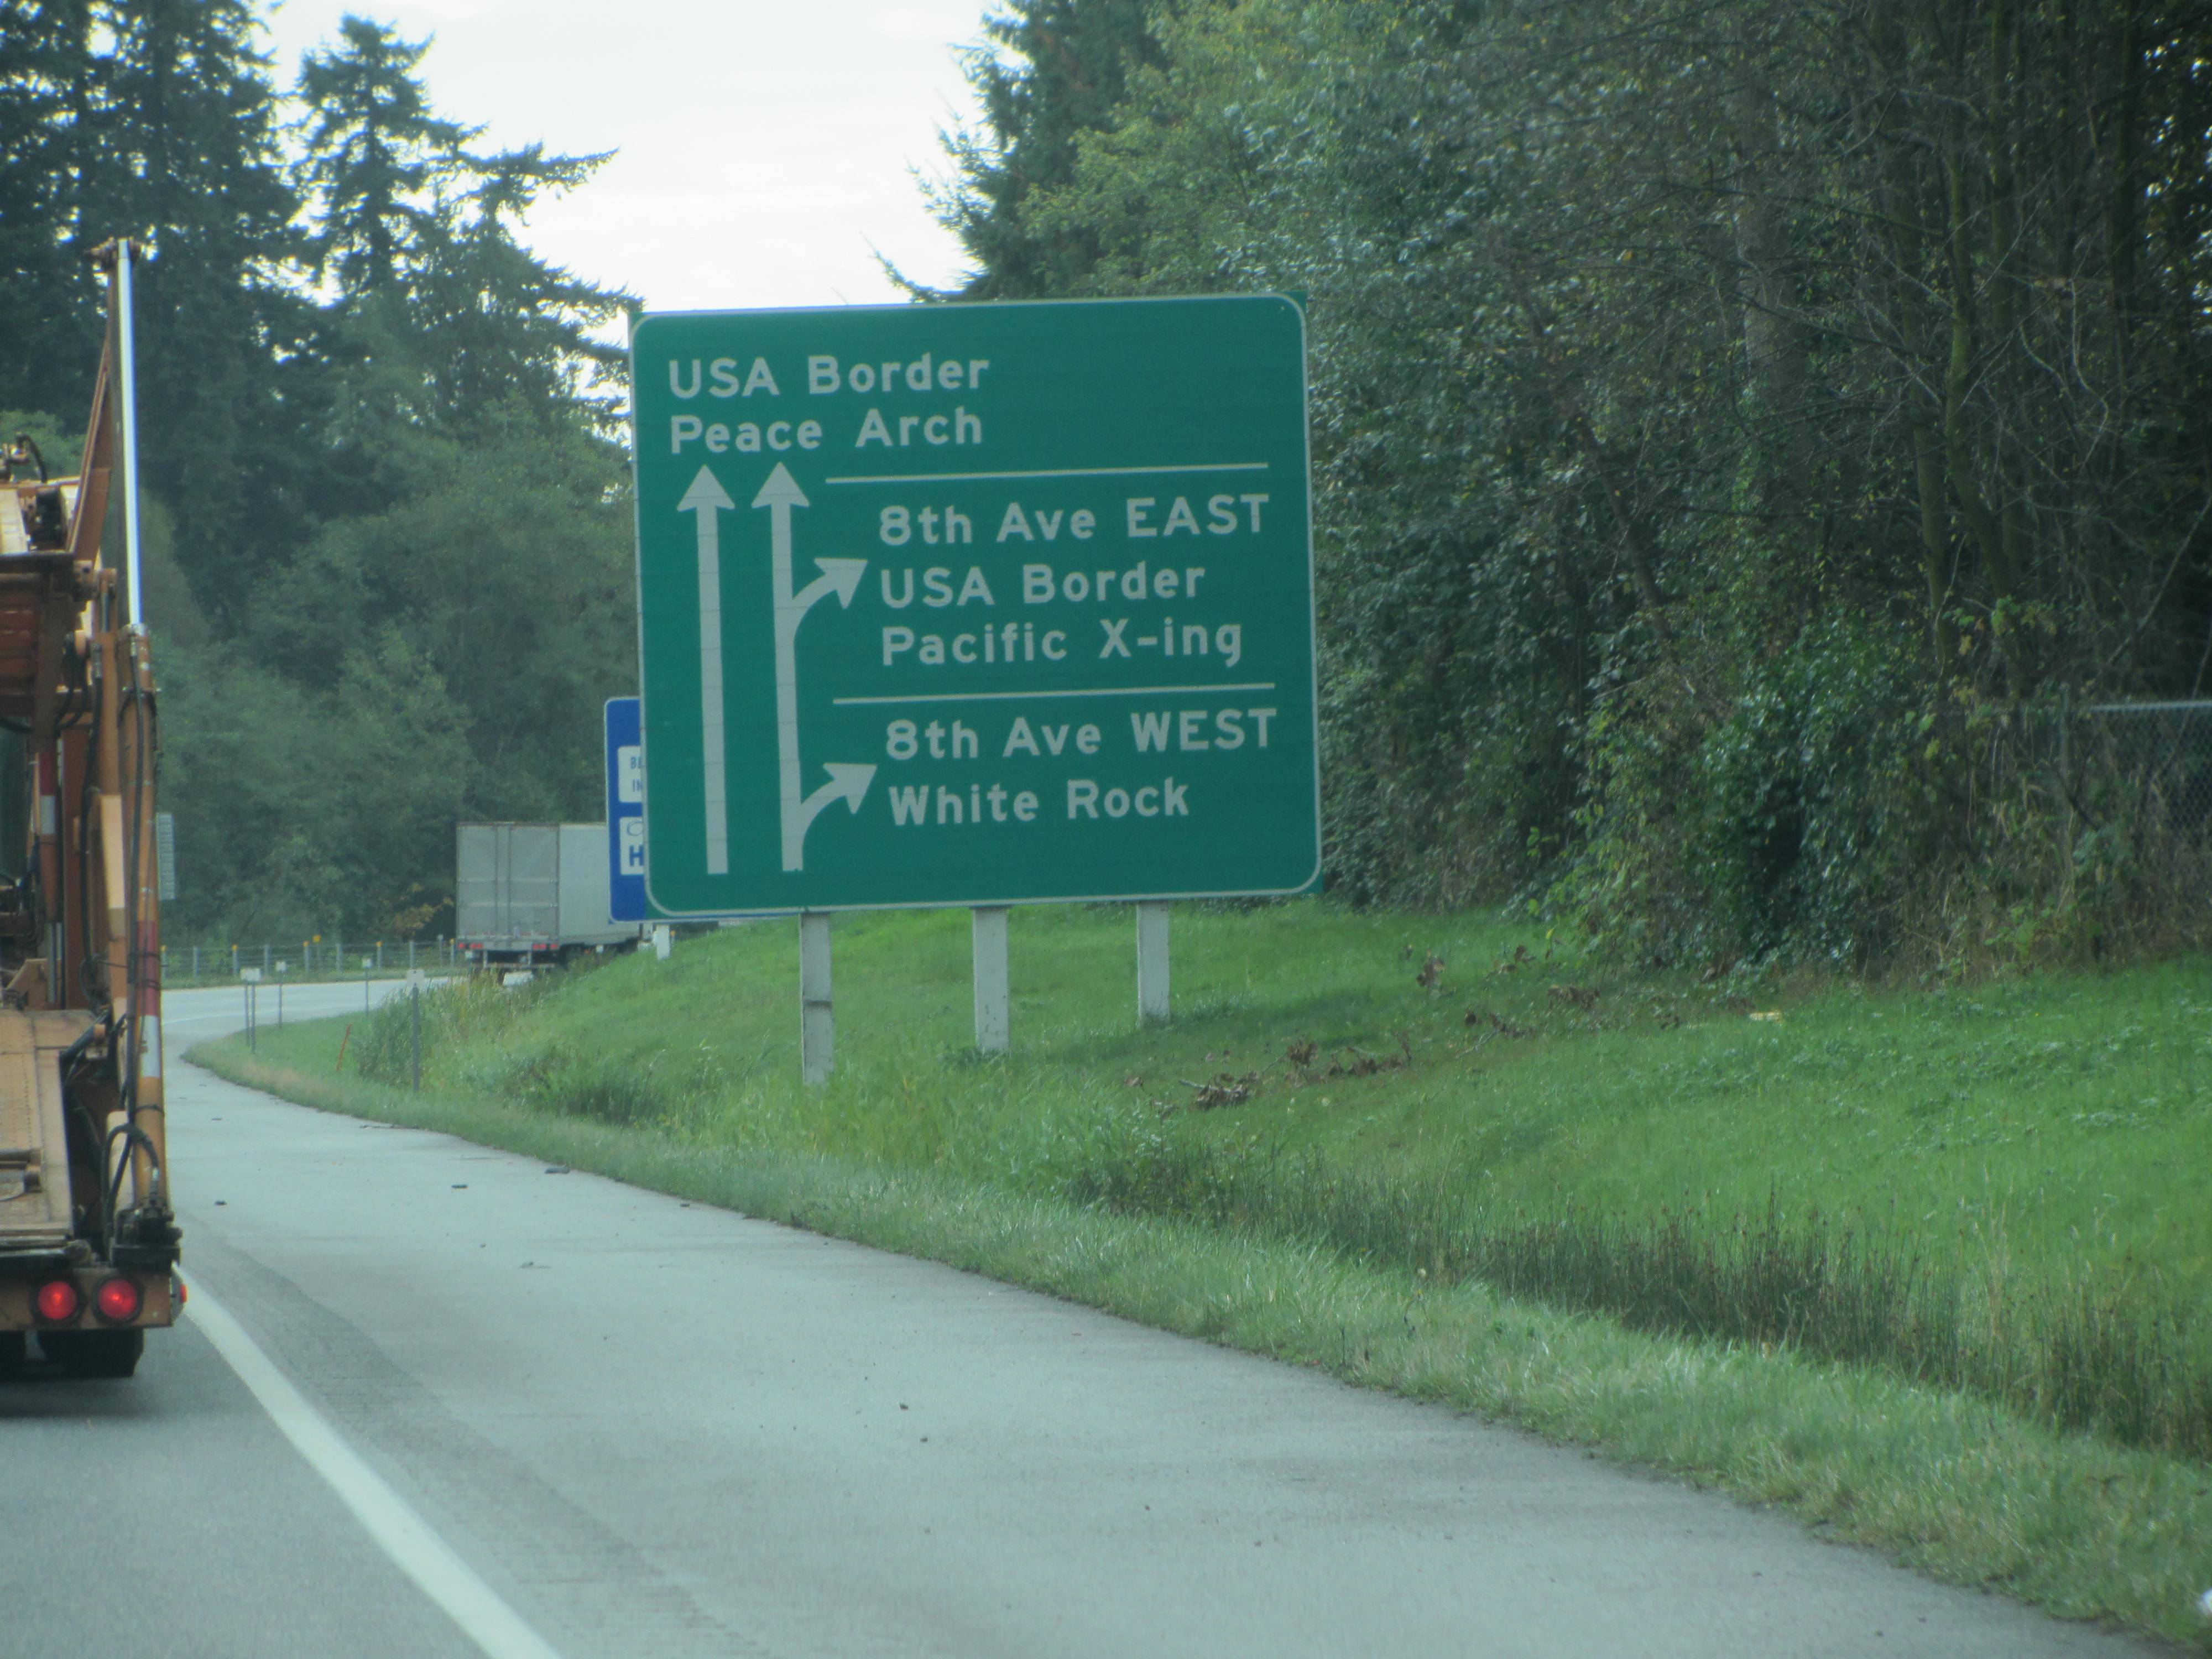 USA Border
Peace Arch
8th Ave EAST
USA Border
Pacific X-ing
8th Ave WEST
White Rock